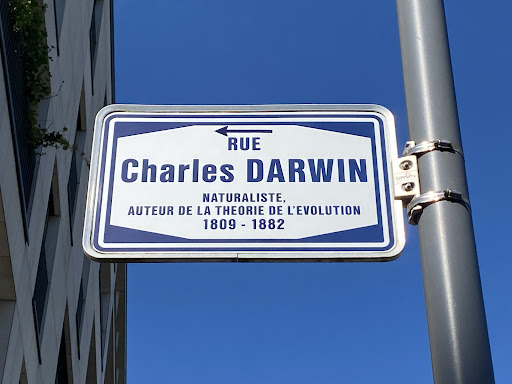 RUE
Charles DARWIN
NATURALISTE,
AUTEUR DE LA THEORIE DE L'EVOLUTION
1809 - 1882